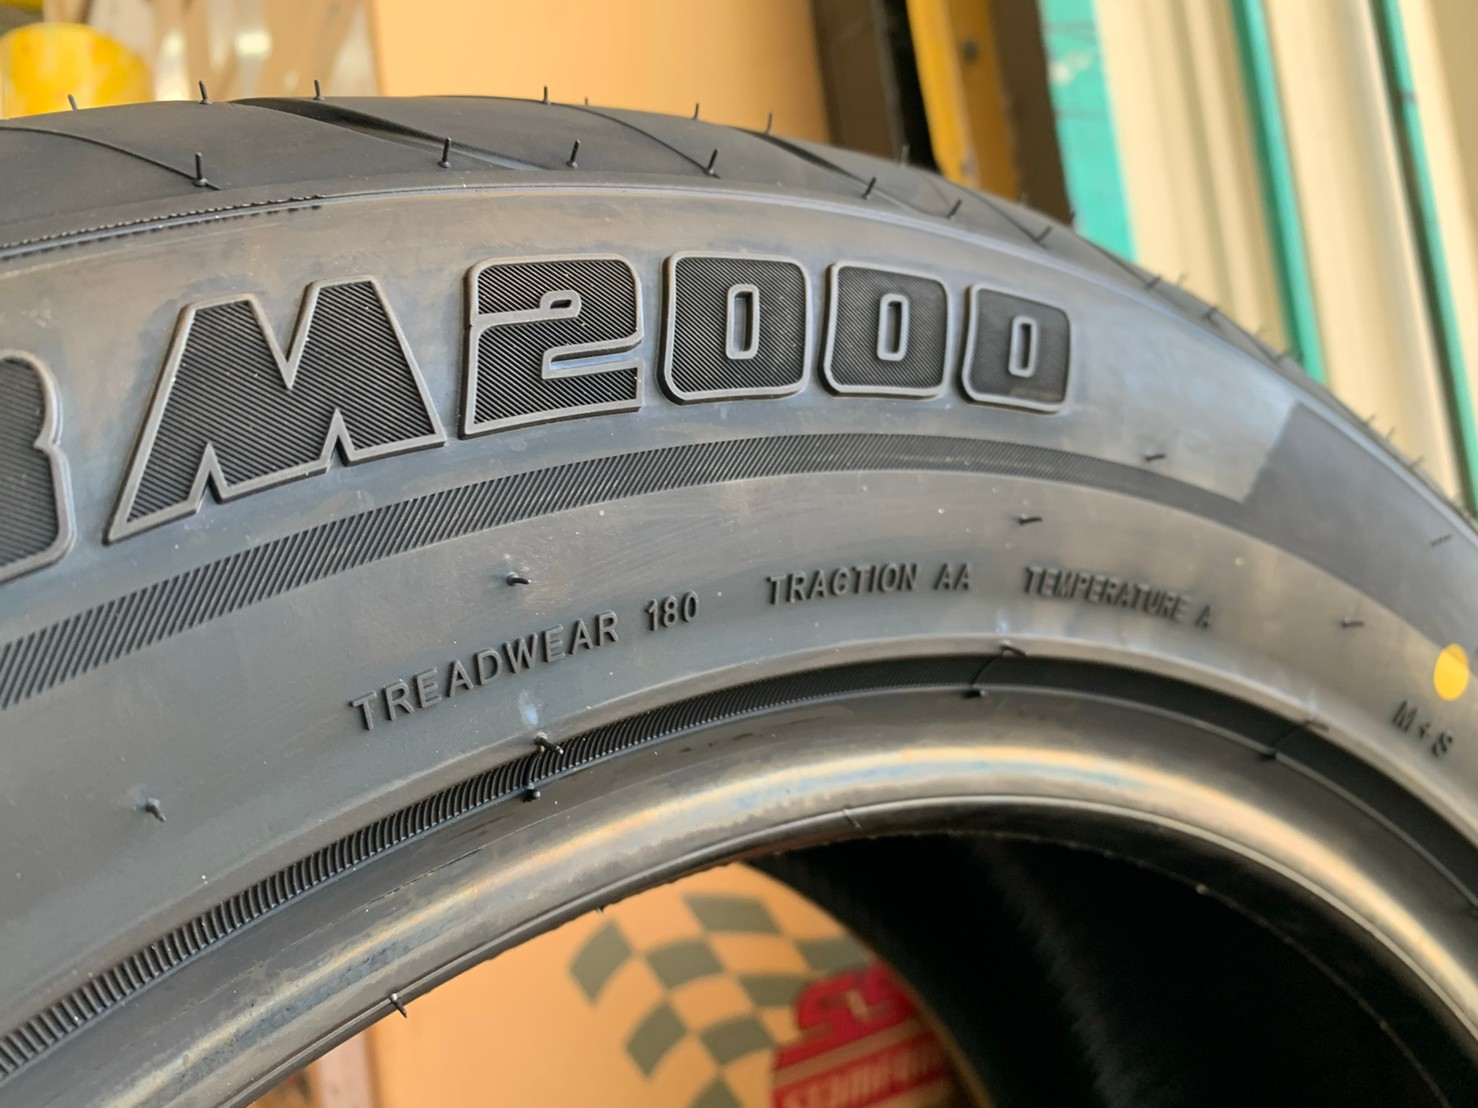 M2000
TREADWEAR 180 TRACTION AA TEMPERATURE A
M+S